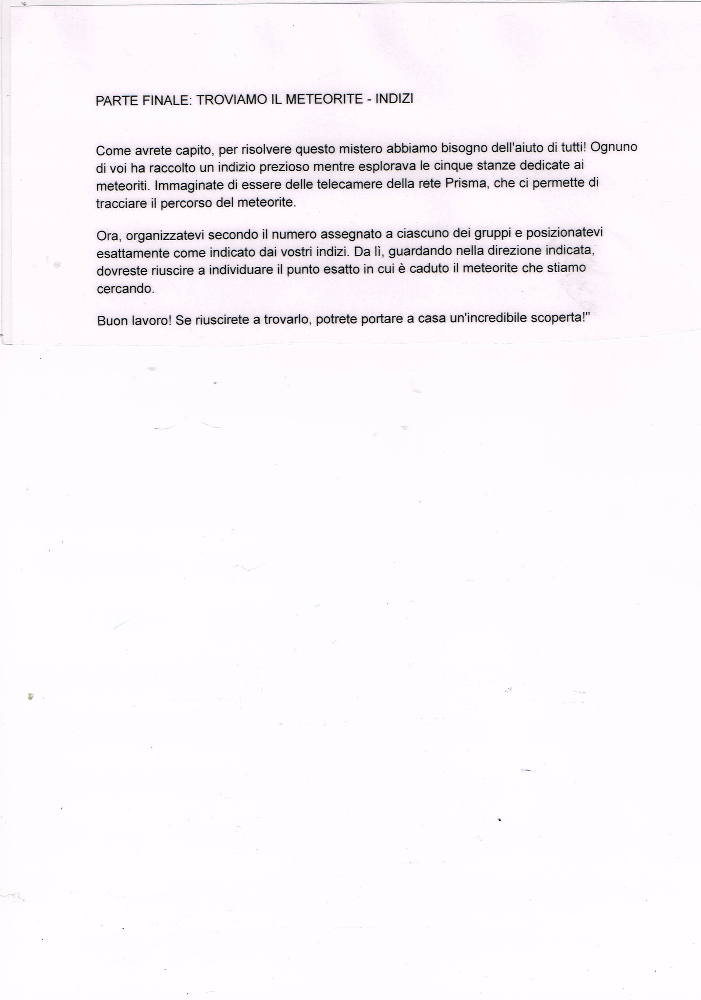 PARTE FINALE: TROVIAMO IL METEORITE - INDIZI
Come avrete capito, per risolvere questo mistero abbiamo bisogno dell'aiuto di tutti! Ognuno
di voi ha raccolto un indizio prezioso mentre esplorava le cinque stanze dedicate ai
meteoriti. Immaginate di essere delle telecamere della rete Prisma, che ci permette di
tracciare il percorso del meteorite.
Ora, organizzatevi secondo il numero assegnato a ciascuno dei gruppi e posizionatevi
esattamente come indicato dai vostri indizi. Da lì, guardando nella direzione indicata,
dovreste riuscire a individuare il punto esatto in cui è caduto il meteorite che stiamo
cercando.
Buon lavoro! Se riuscirete a trovarlo, potrete portare a casa un'incredibile scoperta!"